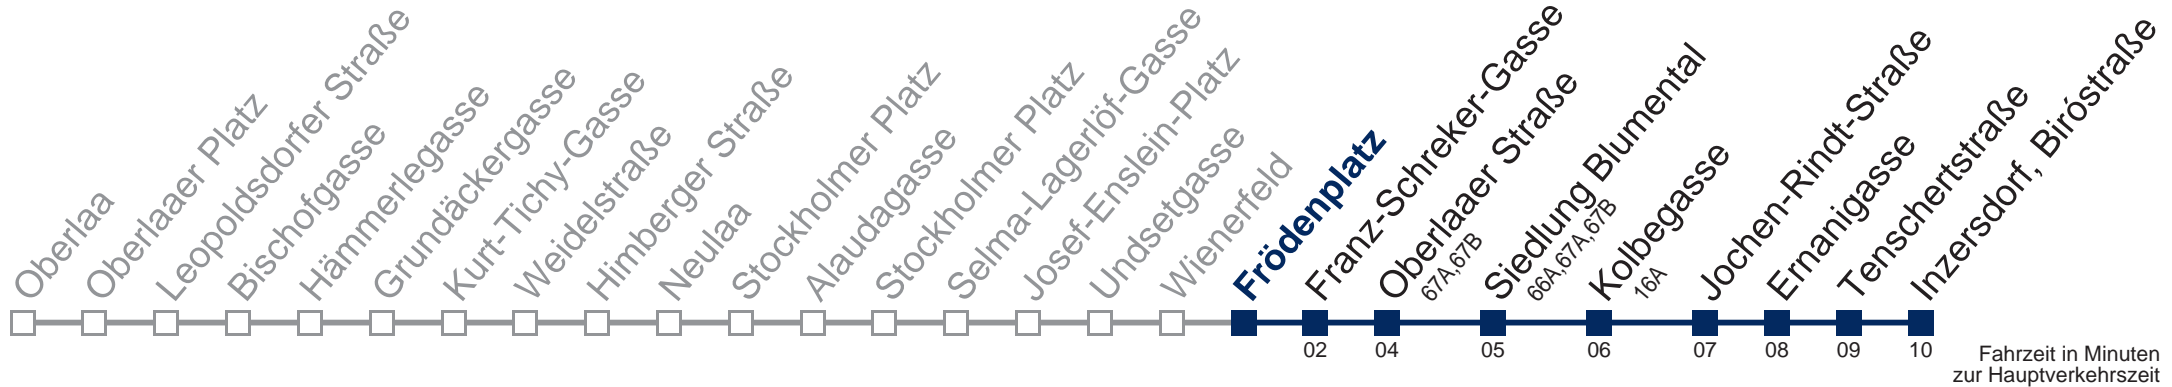 Oberlaa
Oberlaaer Platz
Leopoldsdorfer Straße
Bischofgasse
Hämmerlegasse
Grundäckergasse
Kurt-Tichy-Gasse
Weidelstraße
Himberger Straße
Neulaa
Stockholmer Platz
Alaudagasse
Stockholmer Platz
Selma-Lagerlöf-Gasse
Josef-Enslein-Platz
Undsetgasse
Wienerfeld
Frödenplatz
Franz-Schreker-Gasse
Oberlaaer Straße
67A,67B
Siedlung Blumental
66A,67A,67B
Kolbegasse
16A
Jochen-Rindt-Straße
Ernanigasse
Tenschertstraße
Inzersdorf, Biróstraße
02 04 05 06 07 08 09 10
Fahrzeit in Minuten
zur Hauptverkehrszeit